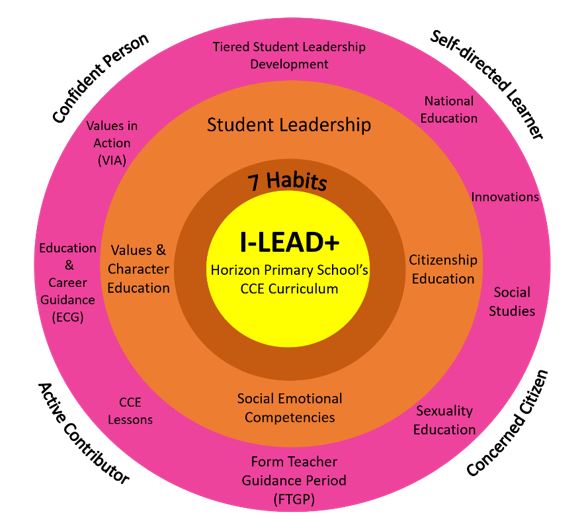 Confident Person
Self-directed Learner
Tiered Student Leadership
Development
National
Education
Values in
Action
(VIA)
Student Leadership
7 Habits
Innovations
I-LEAD+
Horizon Primary School's
CCE Curriculum
Values &
Character
Education
Citizenship
Education
Education
&
Career
Guidance
(ECG)
Social
Studies
CCE
Lessons
Social Emotional
Competencies
Sexuality
Education
Form Teacher
Guidance Period
(FTGP)
Active Contributor
Concerned Citizen